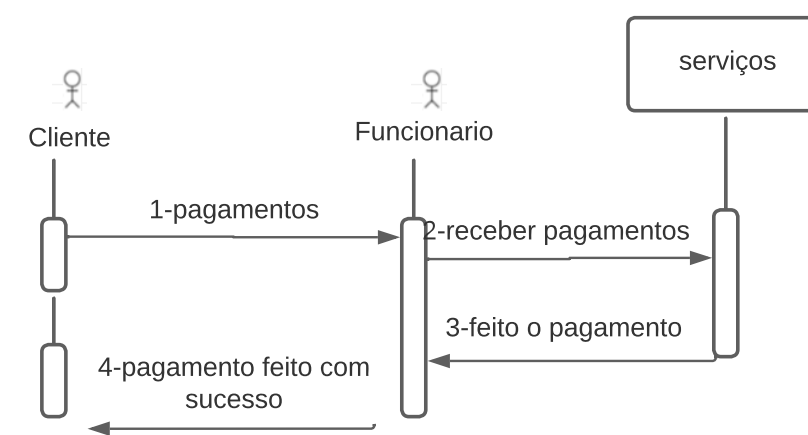 serviços
Cliente
Funcionario
1-pagamentos
2-receber pagamentos
3-feito o pagamento
4-pagamento feito com
sucesso